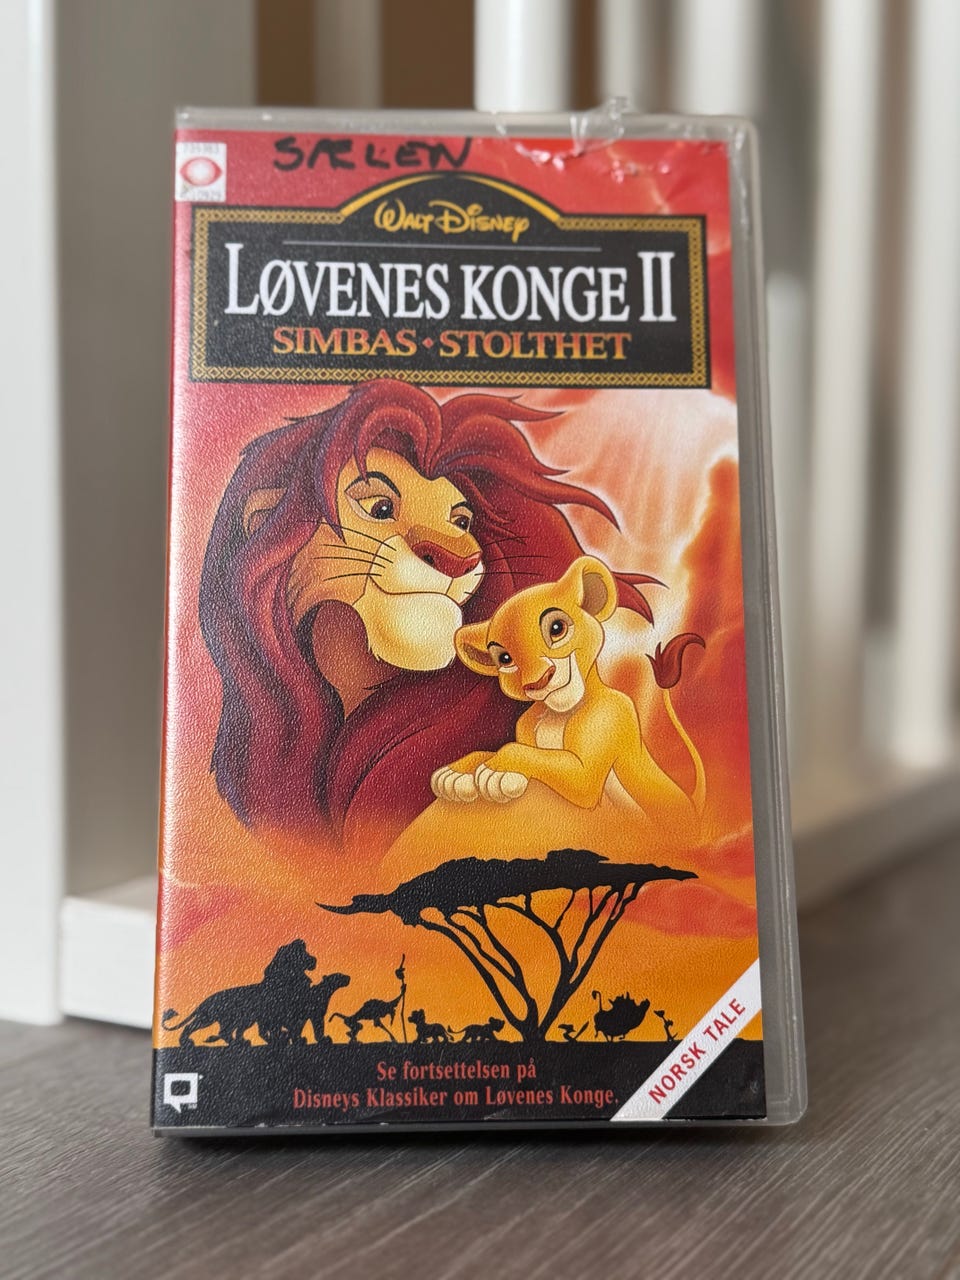 SÆLEN
WALT DISNEY
LØVENES KONGE II
SIMBAS • STOLTHET
Se fortsettelsen på
Disneys Klassiker om Løvenes Konge.
NORSK TALE